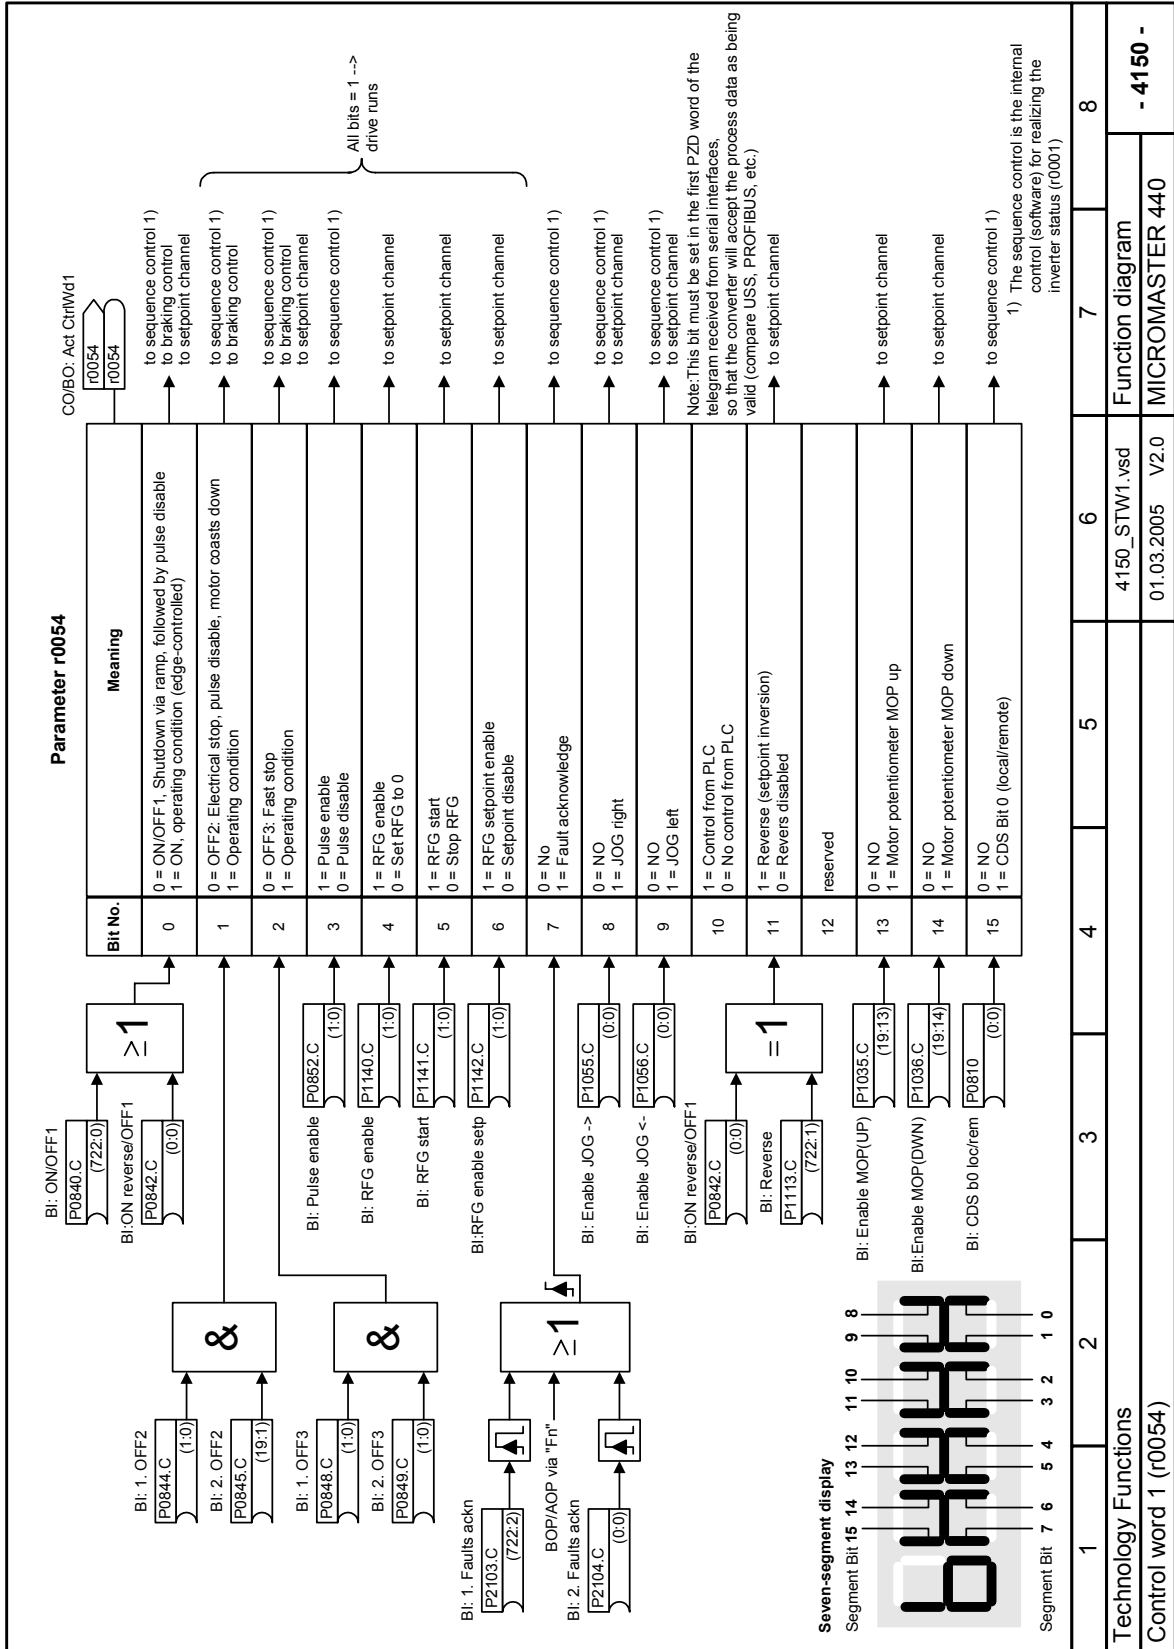 Parameter r0054
CO/BO: Act CtrlWd1
r0054
r0054
Bit No.
Meaning
0
0 = ON/OFF1, Shutdown via ramp, followed by pulse disable
1 = ON, operating condition (edge-controlled)
to sequence control 1)
to braking control
to setpoint channel
1
0 = OFF2: Electrical stop, pulse disable, motor coasts down
1 = Operating condition
to sequence control 1)
to braking control
2
0 = OFF3: Fast stop
1 = Operating condition
to sequence control 1)
to braking control
to setpoint channel
3
1 = Pulse enable
0 = Pulse disable
to sequence control 1)
4
1 = RFG enable
0 = Set RFG to 0
to setpoint channel
5
1 = RFG start
0 = Stop RFG
to setpoint channel
6
1 = RFG setpoint enable
0 = Setpoint disable
to setpoint channel
All bits = 1 -->
drive runs
7
0 = No
1 = Fault acknowledge
to sequence control 1)
8
0 = NO
1 = JOG right
to sequence control 1)
to setpoint channel
9
0 = NO
1 = JOG left
to sequence control 1)
to setpoint channel
10
1 = Control from PLC
0 = No control from PLC
Note:This bit must be set in the first PZD word of the
telegram received from serial interfaces,
so that the converter will accept the process data as being
valid (compare USS, PROFIBUS, etc.)
11
1 = Reverse (setpoint inversion)
0 = Revers disabled
to setpoint channel
12
reserved
13
0 = NO
1 = Motor potentiometer MOP up
to setpoint channel
14
0 = NO
1 = Motor potentiometer MOP down
to setpoint channel
15
0 = NO
1 = CDS Bit 0 (local/remote)
to sequence control 1)
1) The sequence control is the internal
control (software) for realizing the
inverter status (r0001)
BI: ON/OFF1
P0840.C
(722:0)
BI:ON reverse/OFF1
P0842.C
(0:0)
≥1
BI: 1. OFF2
P0844.C
(1:0)
BI: 2. OFF2
P0845.C
(19:1)
&
BI: 1. OFF3
P0848.C
(1:0)
BI: 2. OFF3
P0849.C
(1:0)
&
BI: Pulse enable
P0852.C
(1:0)
BI: RFG enable
P1140.C
(1:0)
BI: RFG start
P1141.C
(1:0)
BI:RFG enable setp
P1142.C
(1:0)
BI: 1. Faults ackn
P2103.C
(722:2)
BOP/AOP via "Fn"
BI: 2. Faults ackn
P2104.C
(0:0)
≥1
BI: Enable JOG ->
P1055.C
(0:0)
BI: Enable JOG <-
P1056.C
(0:0)
BI:ON reverse/OFF1
P0842.C
(0:0)
BI: Reverse
P1113.C
(722:1)
=1
BI: Enable MOP(UP)
P1035.C
(19:13)
BI:Enable MOP(DWN)
P1036.C
(19:14)
BI: CDS b0 loc/rem
P0810
(0:0)
Seven-segment display
Segment Bit 15 14 13 12 11 10 9 8
Segment Bit 7 6 5 4 3 2 1 0
1 2 3 4 5 6 7 8
Technology Functions
4150_STW1.vsd
Function diagram
- 4150 -
Control word 1 (r0054)
01.03.2005 V2.0
MICROMASTER 440